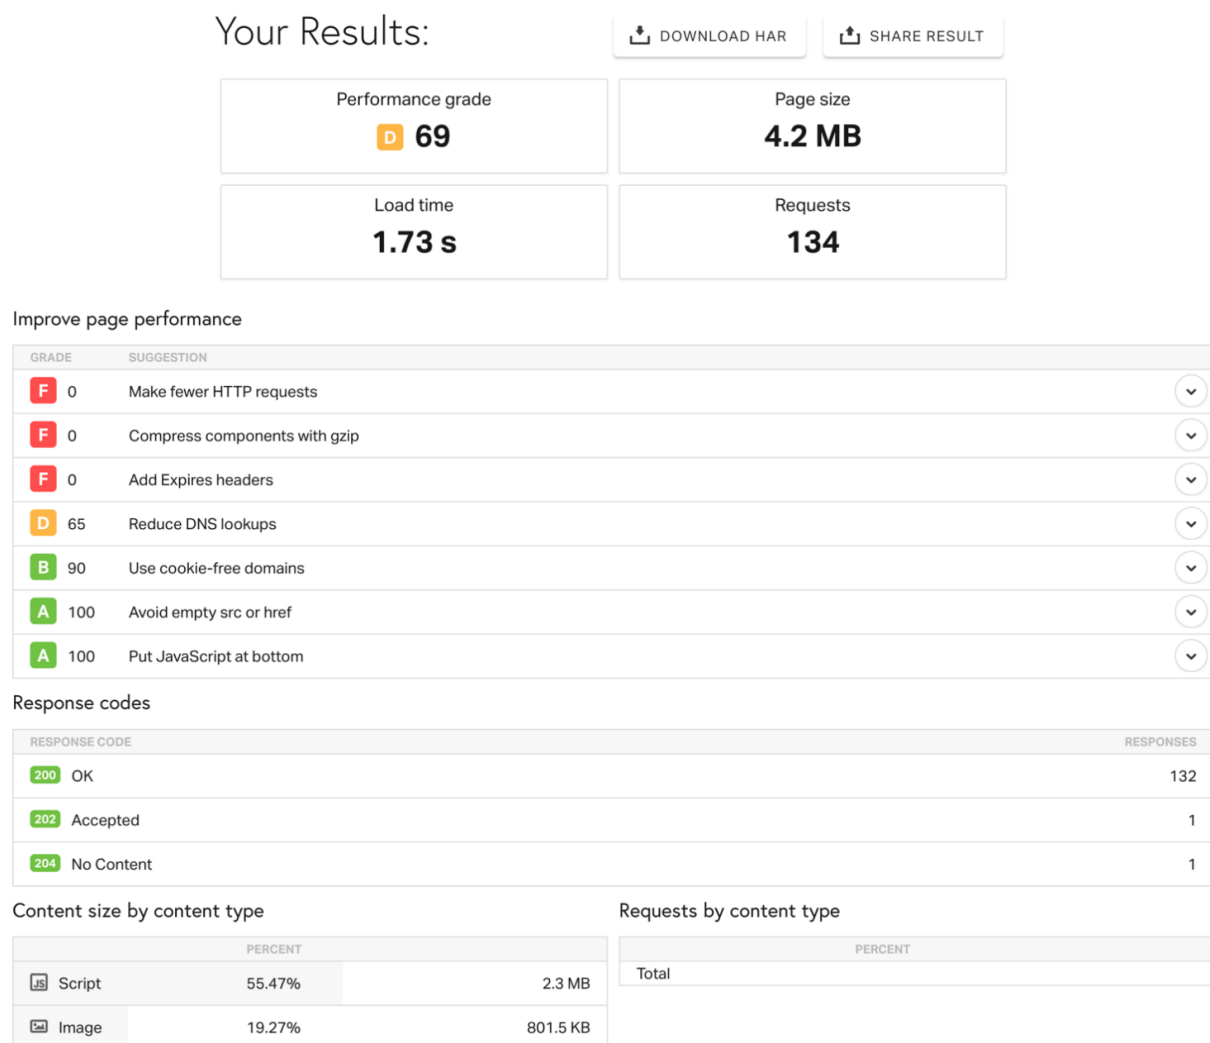 Your Results:
DOWNLOAD HAR
SHARE RESULT
Performance grade
D 69
Page size
4.2 MB
Load time
1.73 s
Requests
134
Improve page performance
GRADE SUGGESTION
F 0 Make fewer HTTP requests
F 0 Compress components with gzip
F 0 Add Expires headers
D 65 Reduce DNS lookups
B 90 Use cookie-free domains
A 100 Avoid empty src or href
A 100 Put JavaScript at bottom
Response codes
RESPONSE CODE RESPONSES
200 OK 132
202 Accepted 1
204 No Content 1
Content size by content type
PERCENT
JS Script 55.47% 2.3 MB
Image 19.27% 801.5 KB
Requests by content type
PERCENT
Total